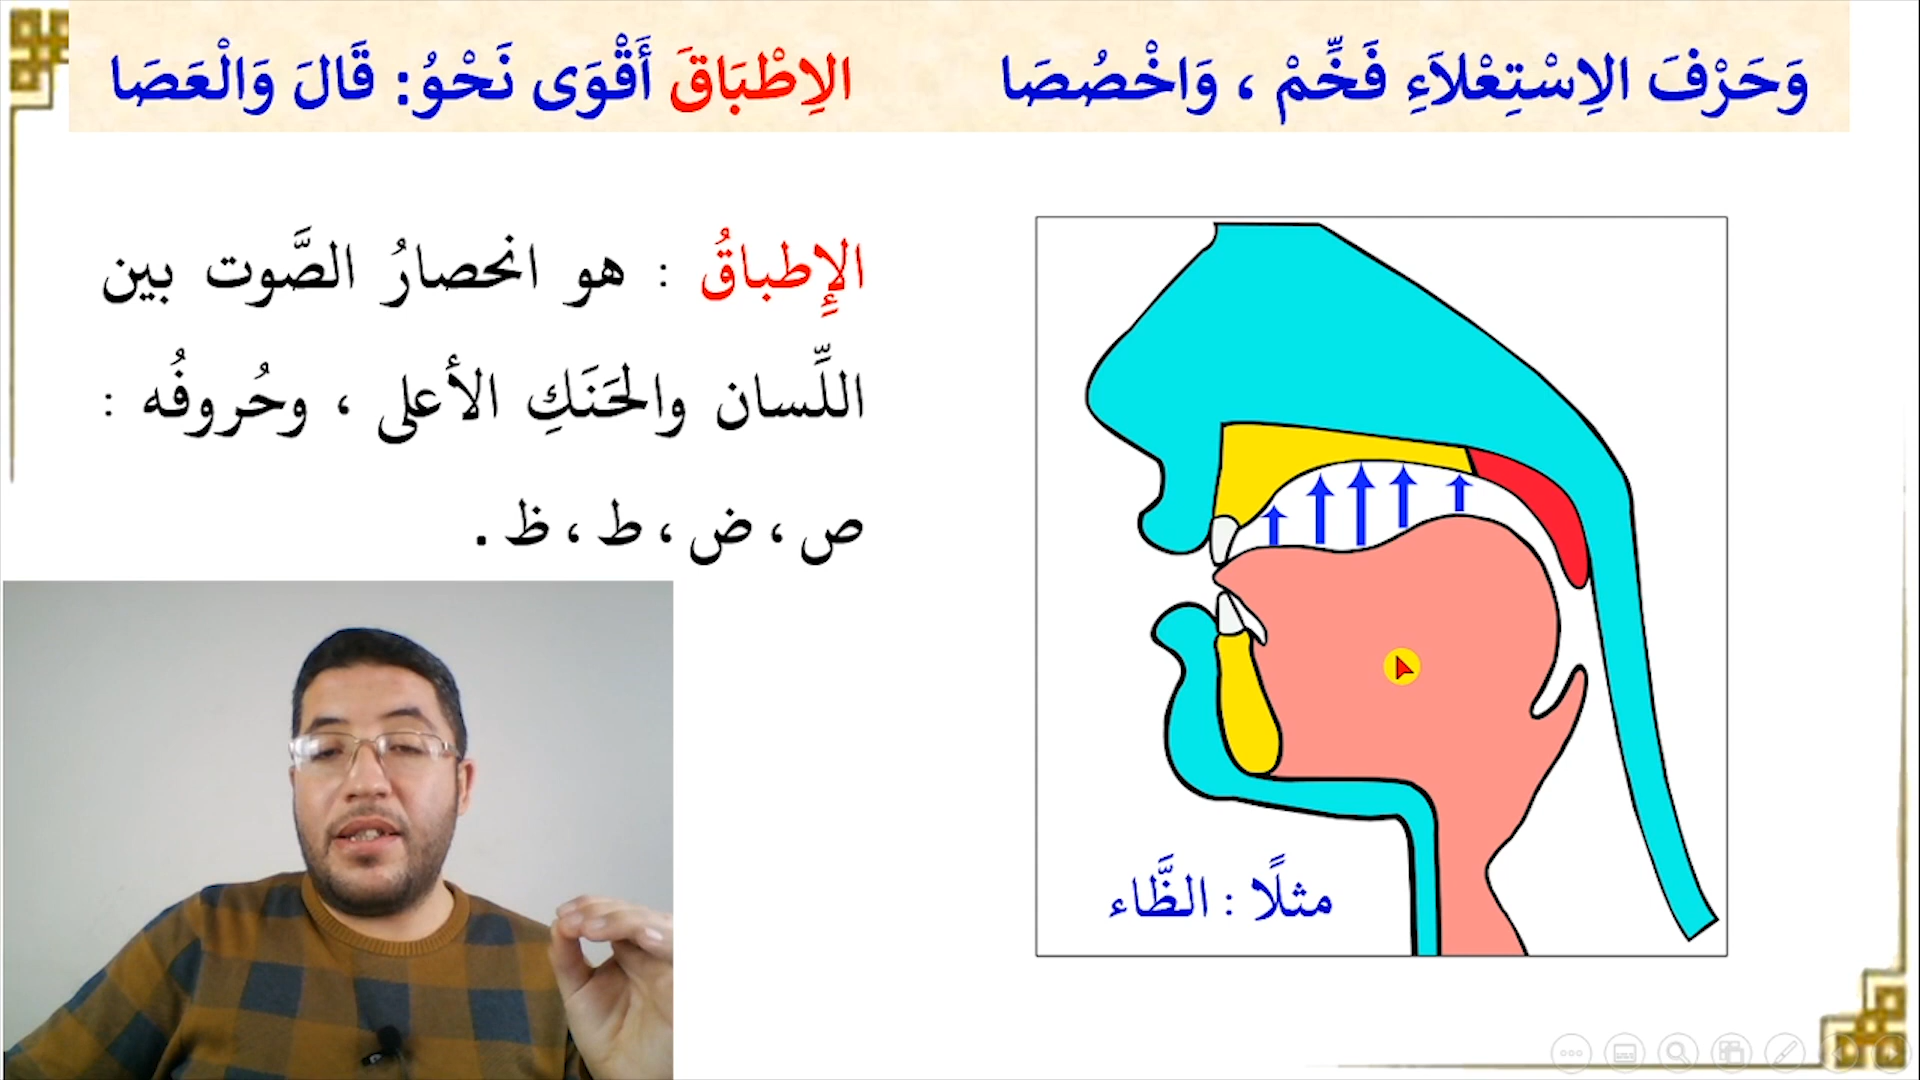 وَحَرْفَ الِاسْتِعْلَاءِ فَخِّمْ ، وَاخْصُصَا الِاطْبَاقَ أَقْوَى نَحْوُ: قَالَ وَالْعَصَا
الإِطباقُ : هو انحصارُ الصَّوت بين
اللِّسان والحَنَكِ الأعلى ، وحُروفُه :
ص ، ض ، ط ، ظ .
مثلًا : الظَّاء